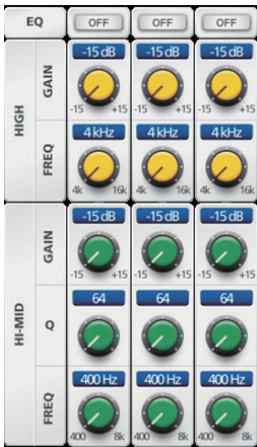 EQ OFF OFF OFF
HIGH
GAIN
-15 dB -15 dB -15 dB
-15 +15 -15 +15 -15 +15
FREQ
4 kHz 4 kHz 4 kHz
4k 16k 4k 16k 4k 16k
HI-MID
GAIN
-15 dB -15 dB -15 dB
-15 +15 -15 +15 -15 +15
Q
64 64 64
FREQ
400 Hz 400 Hz 400 Hz
400 8k 400 8k 400 8k